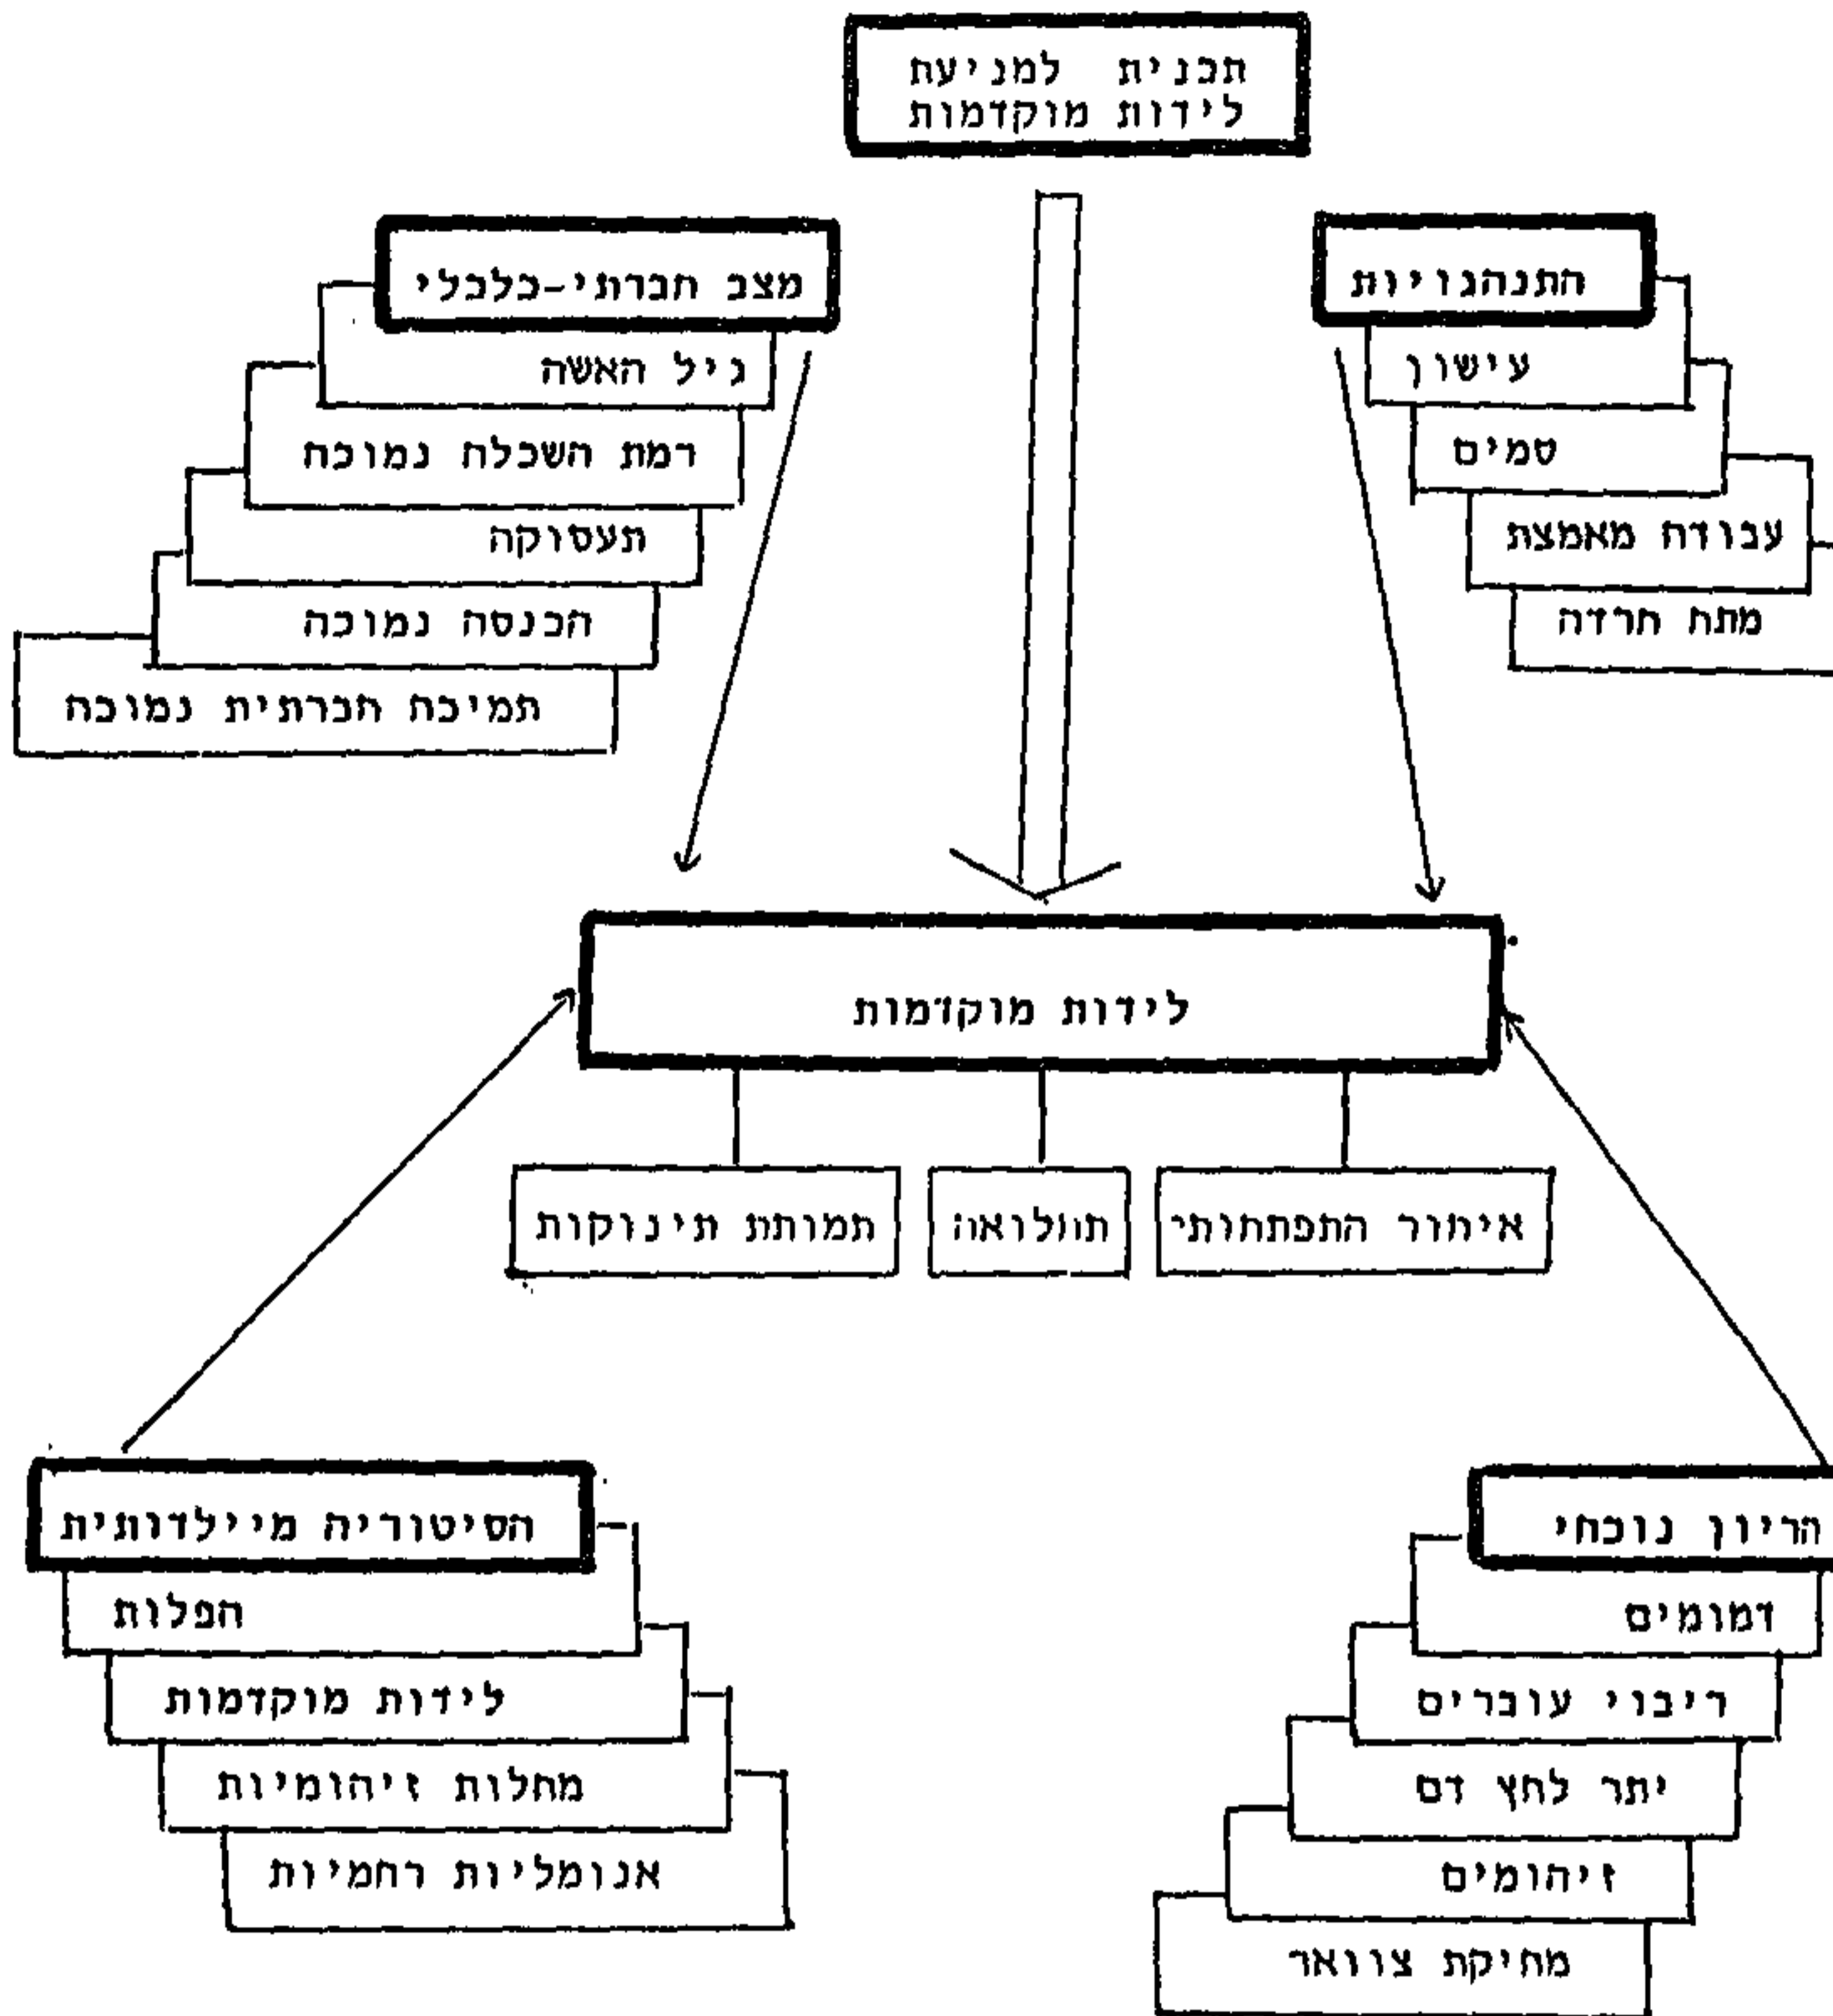 תכנית למניעת
לידות מוקדמות
התנהגויות
עישון
סמים
עבודה מאמצת
מתח חרדה
מצב חברתי-כלכלי
גיל האשה
רמת השכלה נמוכה
תעסוקה
הכנסה נמוכה
תמיכה חברתית נמוכה
לידות מוקדמות
איחור התפתחותי
תחלואה
תמותת תינוקות
הריון נוכחי
דמומים
ריבוי עוברים
יתר לחץ דם
זיהומים
מחיקת צוואר
הסיטוריה מיילדותית
הפלות
לידות מוקדמות
מחלות זיהומיות
אנומליות רחמיות